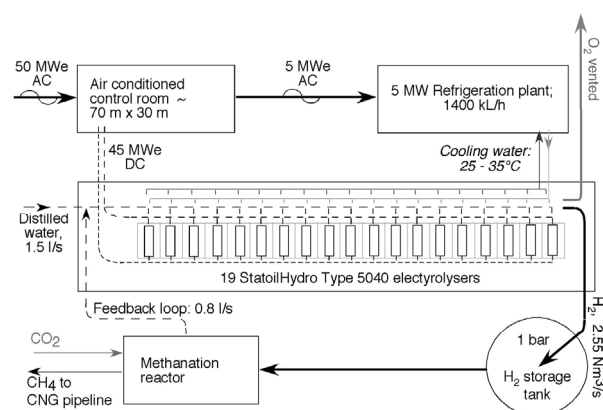 50 MWe
AC
Air conditioned
control room ~
70 m x 30 m
5 MWe
AC
5 MW Refrigeration plant;
1400 kL/h
O2 vented
45 MWe
DC
Cooling water:
25 - 35°C
Distilled
water,
1.5 l/s
19 StatoilHydro Type 5040 electyrolysers
Feedback loop: 0.8 l/s
H2, 2.55 Nm³/s
CO2
Methanation
reactor
CH4 to
CNG pipeline
1 bar
H2 storage
tank